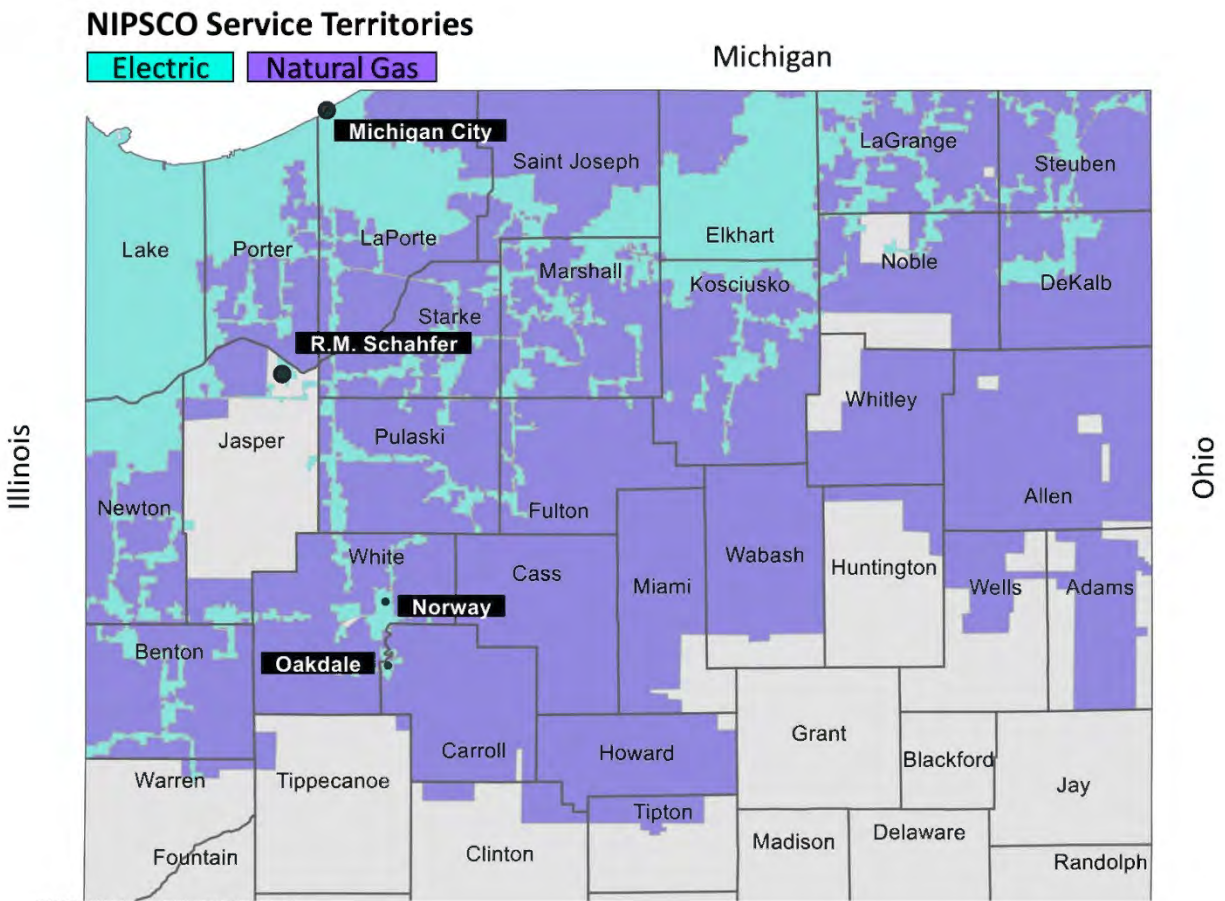 NIPSCO Service Territories
Electric
Natural Gas
Michigan
Michigan City
LaGrange
Saint Joseph
Steuben
Lake
Porter
LaPorte
Elkhart
Noble
Marshall
Kosciusko
DeKalb
Starke
R.M. Schahfer
Whitley
Jasper
Pulaski
Illinois
Ohio
Newton
Fulton
Allen
White
Cass
Wabash
Huntington
Miami
Wells
Adams
Norway
Benton
Oakdale
Grant
Carroll
Howard
Blackford
Warren
Tippecanoe
Jay
Tipton
Madison
Delaware
Fountain
Clinton
Randolph